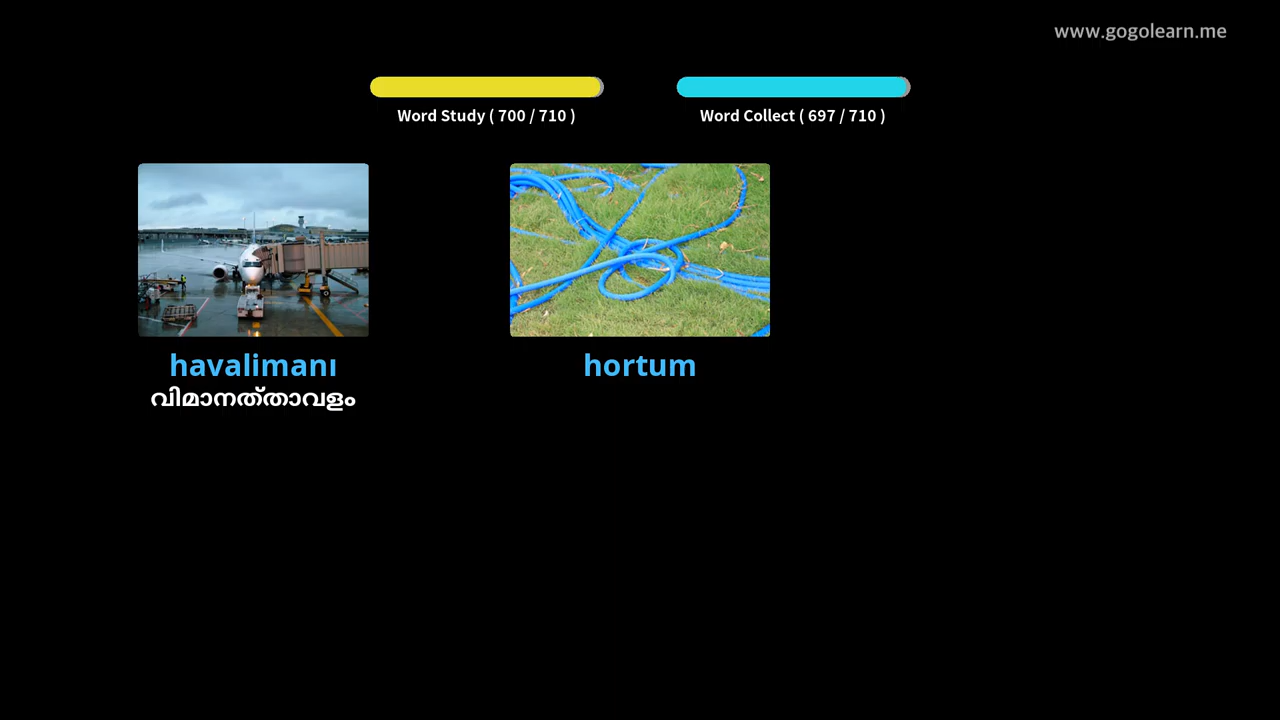 www.gogolearn.me
Word Study ( 700 / 710 )
Word Collect ( 697 / 710 )
havalimanı
വിമാനത്താവളം
hortum